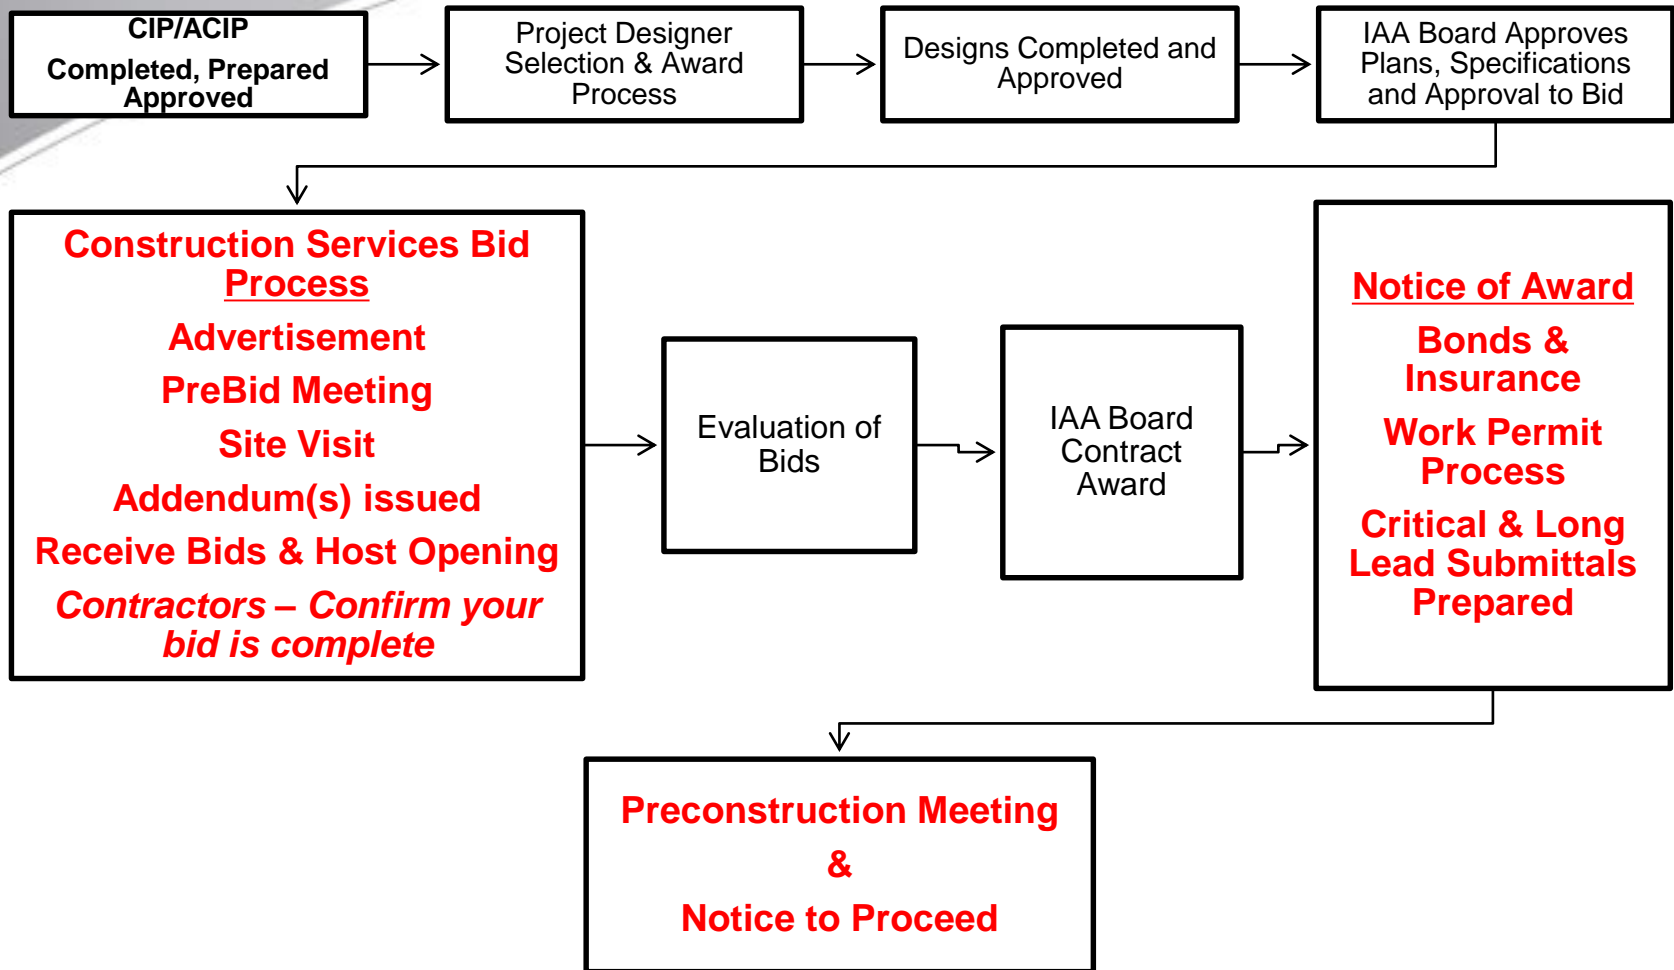 CIP/ACIP
Completed, Prepared
Approved
Project Designer
Selection & Award
Process
Designs Completed and
Approved
IAA Board Approves
Plans, Specifications
and Approval to Bid
Construction Services Bid
Process
Advertisement
PreBid Meeting
Site Visit
Addendum(s) issued
Receive Bids & Host Opening
Contractors – Confirm your
bid is complete
Evaluation of
Bids
IAA Board
Contract
Award
Notice of Award
Bonds &
Insurance
Work Permit
Process
Critical & Long
Lead Submittals
Prepared
Preconstruction Meeting
&
Notice to Proceed